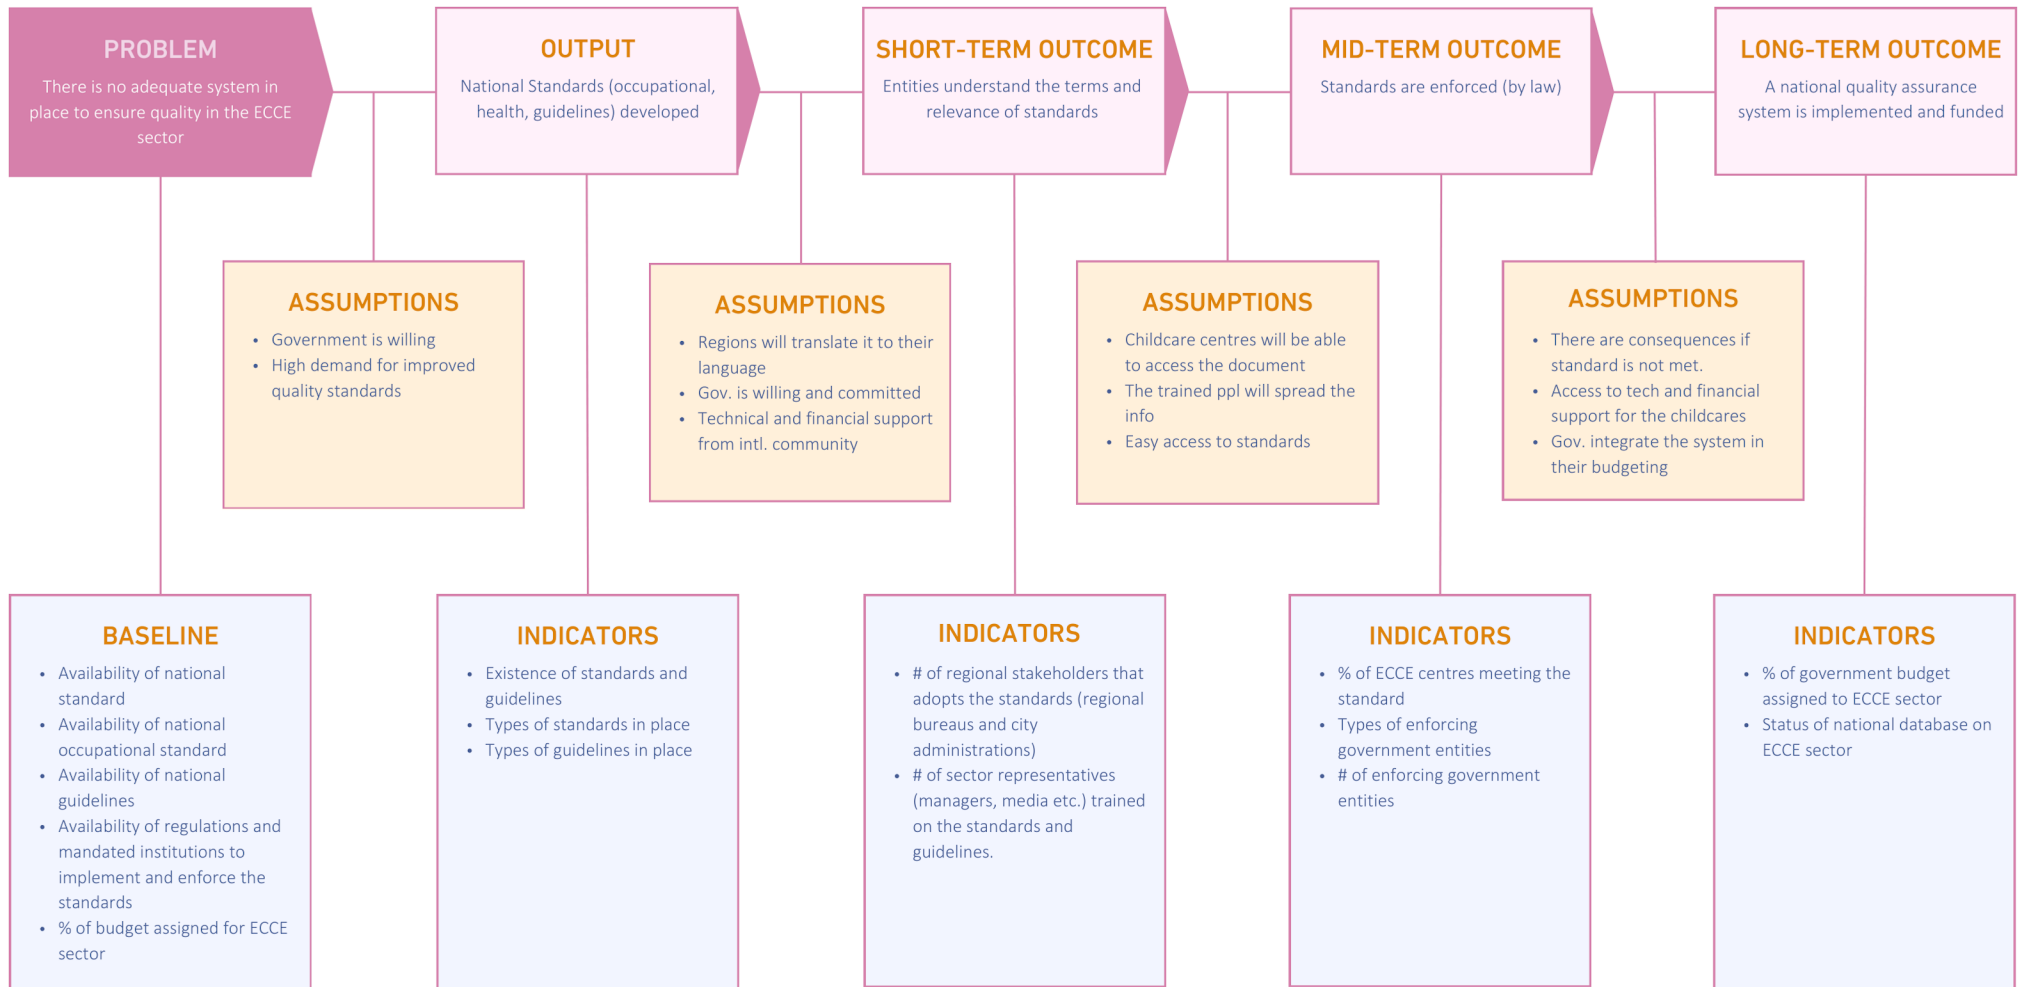 PROBLEM
There is no adequate system in
place to ensure quality in the ECCE
sector
OUTPUT
National Standards (occupational,
health, guidelines) developed
SHORT-TERM OUTCOME
Entities understand the terms and
relevance of standards
MID-TERM OUTCOME
Standards are enforced (by law)
LONG-TERM OUTCOME
A national quality assurance
system is implemented and funded
ASSUMPTIONS
• Government is willing
• High demand for improved
quality standards
ASSUMPTIONS
• Regions will translate it to their
language
• Gov. is willing and committed
• Technical and financial support
from intl. community
ASSUMPTIONS
• Childcare centres will be able
to access the document
• The trained ppl will spread the
info
• Easy access to standards
ASSUMPTIONS
• There are consequences if
standard is not met.
• Access to tech and financial
support for the childcares
• Gov. integrate the system in
their budgeting
BASELINE
• Availability of national
standard
• Availability of national
occupational standard
• Availability of national
guidelines
• Availability of regulations and
mandated institutions to
implement and enforce the
standards
• % of budget assigned for ECCE
sector
INDICATORS
• Existence of standards and
guidelines
• Types of standards in place
• Types of guidelines in place
INDICATORS
• # of regional stakeholders that
adopts the standards (regional
bureaus and city
administrations)
• # of sector representatives
(managers, media etc.) trained
on the standards and
guidelines.
INDICATORS
• % of ECCE centres meeting the
standard
• Types of enforcing
government entities
• # of enforcing government
entities
INDICATORS
• % of government budget
assigned to ECCE sector
• Status of national database on
ECCE sector